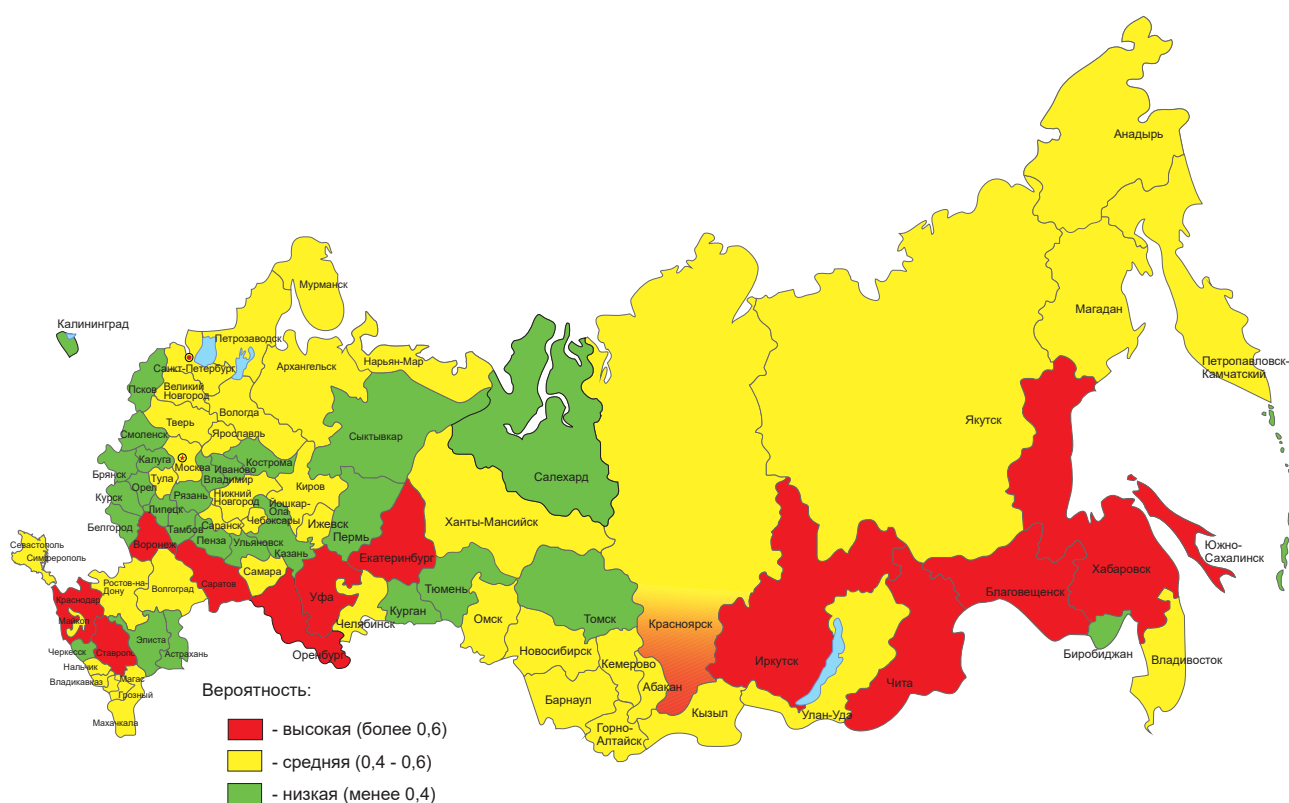 Анадырь
Мурманск
Магадан
Калининград
Петрозаводск
Нарьян-Мар
Петропавловск-
Камчатский
Архангельск
Санкт-Петербург
Псков
Великий
Новгород
Вологда
Тверь
Якутск
Ярославль
Смоленск
Сыктывкар
Калуга
Москва
Кострома
Иваново
Владимир
Брянск
Тула
Салехард
Киров
Орел
Рязань
Нижний
Новгород
Курск
Йошкар-
Ола
Липецк
Чебоксары
Ханты-Мансийск
Белгород
Тамбов
Саранск
Ижевск
Пермь
Пенза
Ульяновск
Воронеж
Казань
Екатеринбург
Севастополь
Симферополь
Южно-
Сахалинск
Самара
Хабаровск
Ростов-на-
Дону
Волгоград
Саратов
Уфа
Тюмень
Благовещенск
Краснодар
Курган
Майкоп
Омск
Томск
Красноярск
Челябинск
Элиста
Черкесск
Ставрополь
Астрахань
Оренбург
Новосибирск
Биробиджан
Владивосток
Нальчик
Кемерово
Иркутск
Магас
Владикавказ
Абакан
Чита
Грозный
Барнаул
Кызыл
Улан-Удэ
Махачкала
Горно-
Алтайск
Вероятность:
- высокая (более 0,6)
- средняя (0,4 - 0,6)
- низкая (менее 0,4)